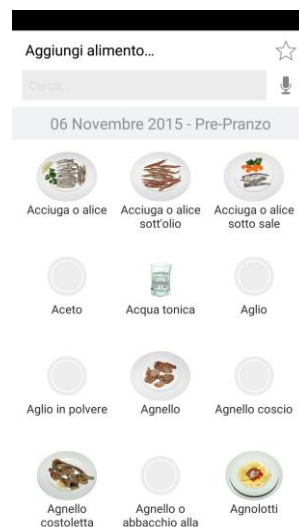 Aggiungi alimento...
Cerca...
06 Novembre 2015 - Pre-Pranzo
Acciuga o alice
Acciuga o alice
sott'olio
Acciuga o alice
sotto sale
Aceto
Acqua tonica
Aglio
Aglio in polvere
Agnello
Agnello coscio
Agnello
costoletta
Agnello o
abbacchio alla
Agnolotti